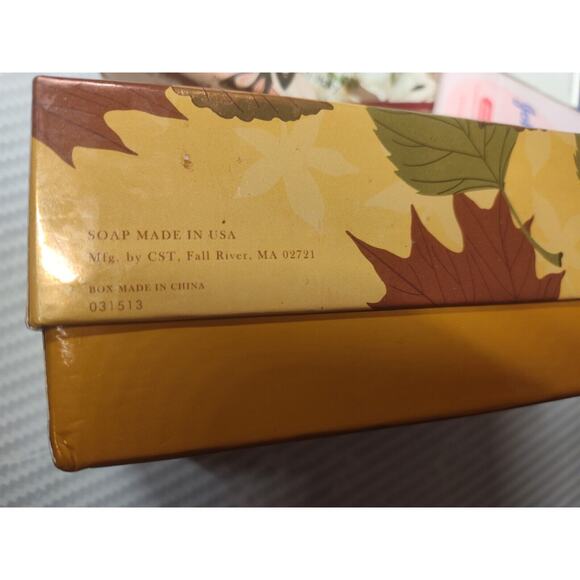 SOAP MADE IN USA
Mfg. by CST, Fall River, MA 02721
BOX MADE IN CHINA
031513